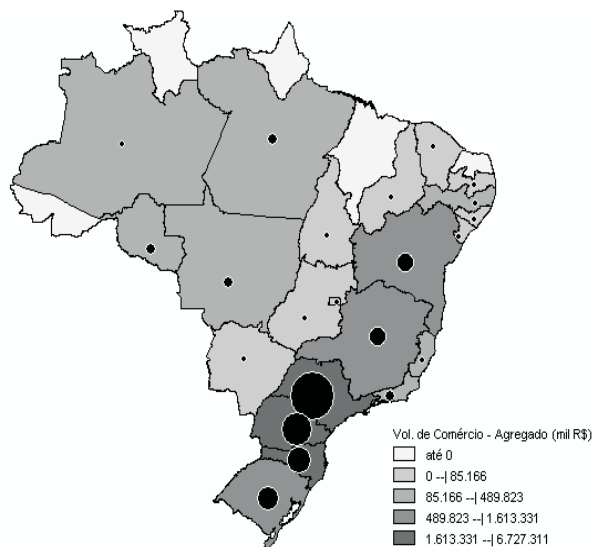 Vol. de Comércio - Agregado (mil R$)
até 0
0 --| 85.166
85.166 --| 489.823
489.823 --| 1.613.331
1.613.331 --| 6.727.311